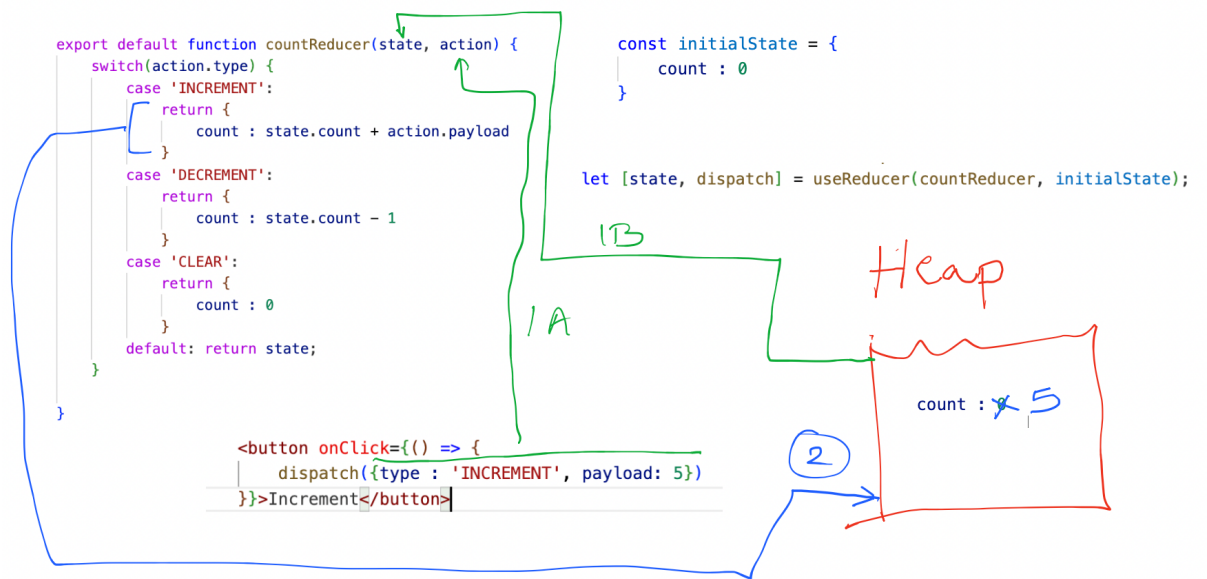 export default function countReducer(state, action) {
switch(action.type) {
case 'INCREMENT':
return {
count : state.count + action.payload
}
case 'DECREMENT':
return {
count : state.count - 1
}
case 'CLEAR':
return {
count : 0
}
default: return state;
}
}
const initialState = {
count : 0
}
let [state, dispatch] = useReducer(countReducer, initialState);
1B
Heap
1A
count : 0 5
<button onClick={() => {
dispatch({type : 'INCREMENT', payload: 5})
}}>Increment</button>
2